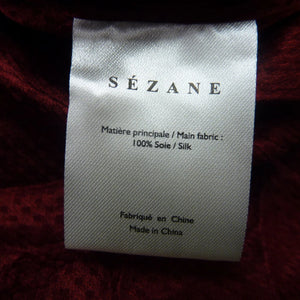 SÉZANE
Matière principale / Main fabric :
100% Soie / Silk
Fabriqué en Chine
Made in China